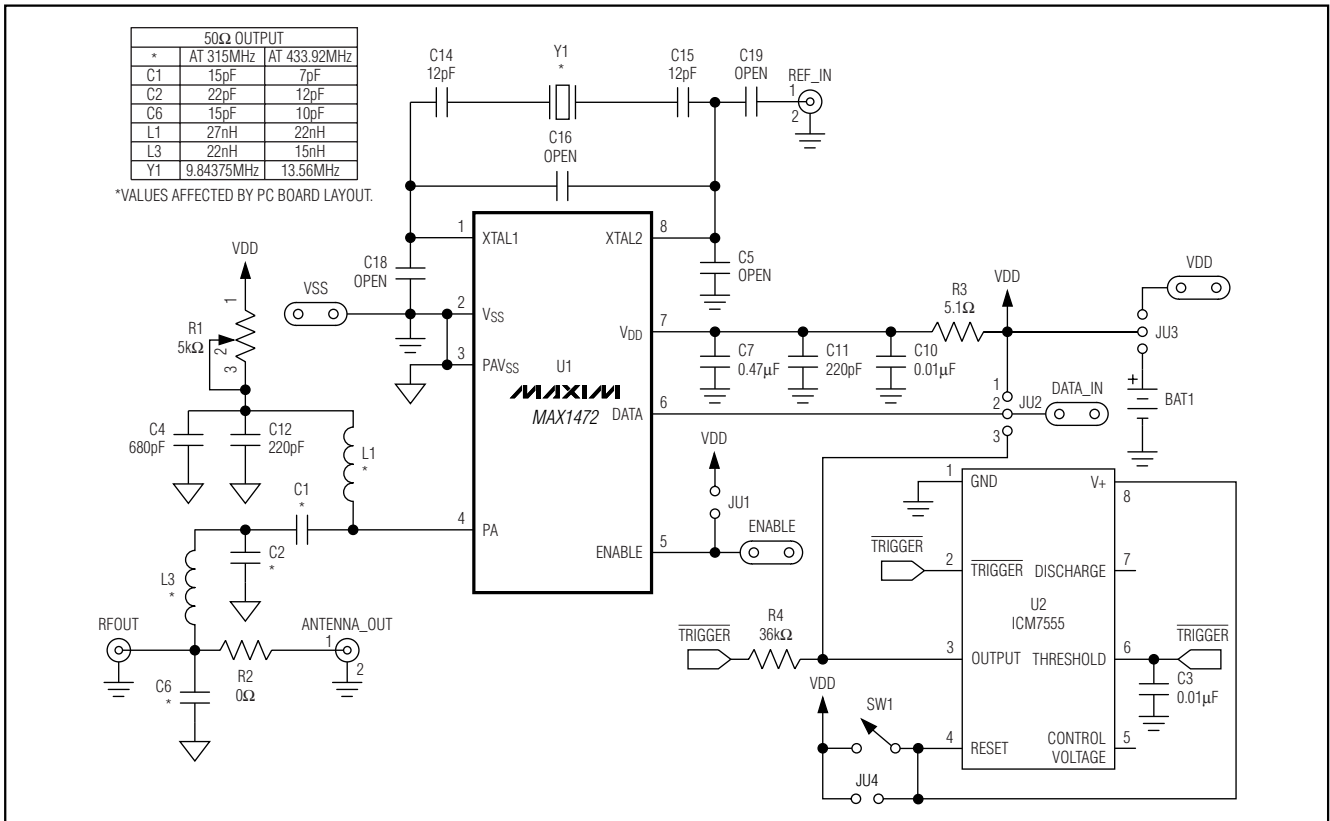 50Ω OUTPUT
* AT 315MHz AT 433.92MHz
C1 15pF 7pF
C2 22pF 12pF
C6 15pF 10pF
L1 27nH 22nH
L3 22nH 15nH
Y1 9.84375MHz 13.56MHz
*VALUES AFFECTED BY PC BOARD LAYOUT.
C14
12pF
Y1
*
C15
12pF
C19
OPEN
REF_IN
1
2
C16
OPEN
1
XTAL1
XTAL2
8
C18
OPEN
C5
OPEN
VSS
2
VSS
3
PAVSS
VDD
7
U1
MAXIM
MAX1472
DATA
6
4
PA
ENABLE
5
VDD
1
R1
5kΩ
2
3
C4
680pF
C12
220pF
L1
*
C1
*
C2
*
L3
*
RFOUT
ANTENNA_OUT
1
2
R2
0Ω
C6
*
C7
0.47µF
C11
220pF
C10
0.01µF
R3
5.1Ω
VDD
VDD
JU3
+
BAT1
1
2
3
JU2
DATA_IN
VDD
JU1
ENABLE
1
GND
V+
8
TRIGGER
2
TRIGGER
DISCHARGE
7
U2
ICM7555
TRIGGER
R4
36kΩ
3
OUTPUT
THRESHOLD
6
TRIGGER
C3
0.01µF
VDD
SW1
4
RESET
CONTROL
VOLTAGE
5
JU4